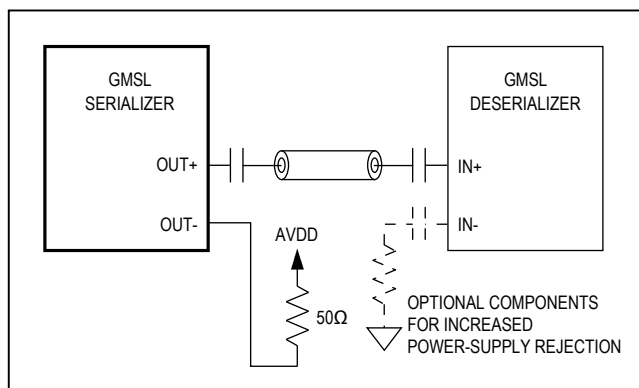 GMSL
SERIALIZER
GMSL
DESERIALIZER
OUT+
IN+
OUT-
IN-
AVDD
50Ω
OPTIONAL COMPONENTS
FOR INCREASED
POWER-SUPPLY REJECTION